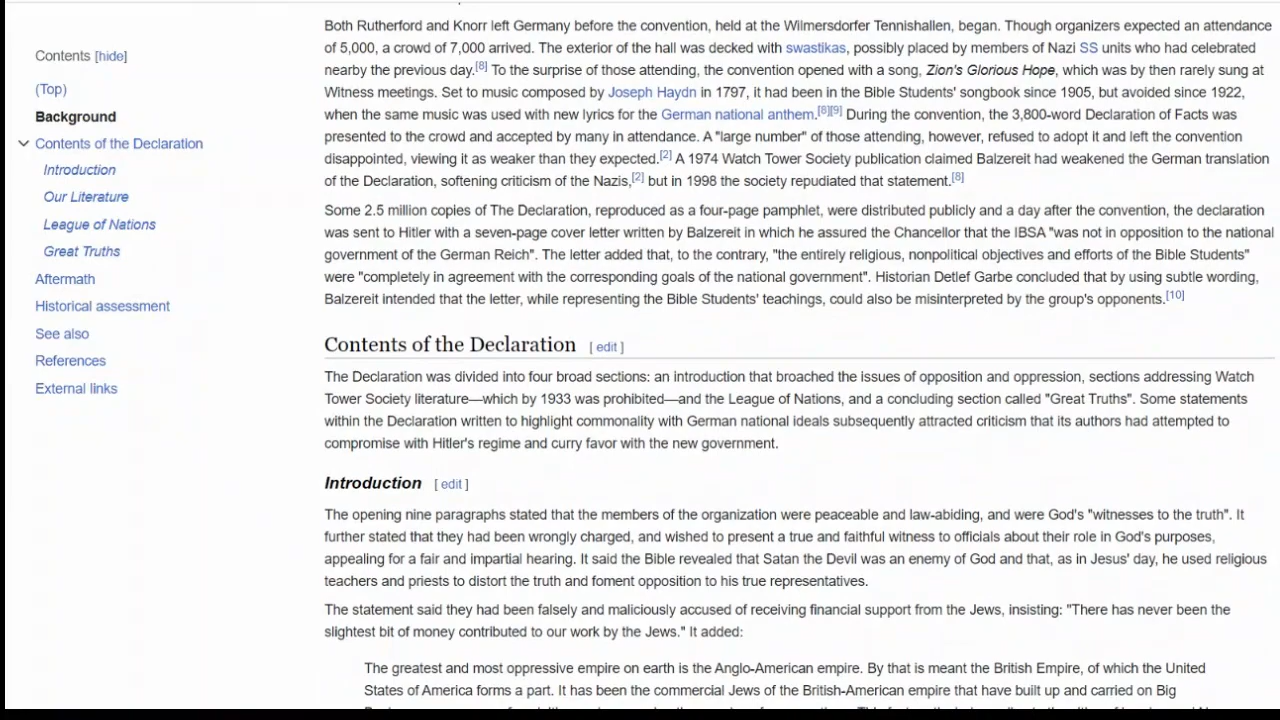 Contents [hide]
(Top)
Background
Contents of the Declaration
Introduction
Our Literature
League of Nations
Great Truths
Aftermath
Historical assessment
See also
References
External links
Both Rutherford and Knorr left Germany before the convention, held at the Wilmersdorfer Tennishallen, began. Though organizers expected an attendance
of 5,000, a crowd of 7,000 arrived. The exterior of the hall was decked with swastikas, possibly placed by members of Nazi SS units who had celebrated
nearby the previous day.[8] To the surprise of those attending, the convention opened with a song, Zion's Glorious Hope, which was by then rarely sung at
Witness meetings. Set to music composed by Joseph Haydn in 1797, it had been in the Bible Students' songbook since 1905, but avoided since 1922,
when the same music was used with new lyrics for the German national anthem.[8][9] During the convention, the 3,800-word Declaration of Facts was
presented to the crowd and accepted by many in attendance. A "large number" of those attending, however, refused to adopt it and left the convention
disappointed, viewing it as weaker than they expected.[2] A 1974 Watch Tower Society publication claimed Balzereit had weakened the German translation
of the Declaration, softening criticism of the Nazis,[2] but in 1998 the society repudiated that statement.[8]
Some 2.5 million copies of The Declaration, reproduced as a four-page pamphlet, were distributed publicly and a day after the convention, the declaration
was sent to Hitler with a seven-page cover letter written by Balzereit in which he assured the Chancellor that the IBSA "was not in opposition to the national
government of the German Reich". The letter added that, to the contrary, "the entirely religious, nonpolitical objectives and efforts of the Bible Students"
were "completely in agreement with the corresponding goals of the national government". Historian Detlef Garbe concluded that by using subtle wording,
Balzereit intended that the letter, while representing the Bible Students' teachings, could also be misinterpreted by the group's opponents.[10]
Contents of the Declaration [ edit ]
The Declaration was divided into four broad sections: an introduction that broached the issues of opposition and oppression, sections addressing Watch
Tower Society literature—which by 1933 was prohibited—and the League of Nations, and a concluding section called "Great Truths". Some statements
within the Declaration written to highlight commonality with German national ideals subsequently attracted criticism that its authors had attempted to
compromise with Hitler's regime and curry favor with the new government.
Introduction [ edit ]
The opening nine paragraphs stated that the members of the organization were peaceable and law-abiding, and were God's "witnesses to the truth". It
further stated that they had been wrongly charged, and wished to present a true and faithful witness to officials about their role in God's purposes,
appealing for a fair and impartial hearing. It said the Bible revealed that Satan the Devil was an enemy of God and that, as in Jesus' day, he used religious
teachers and priests to distort the truth and foment opposition to his true representatives.
The statement said they had been falsely and maliciously accused of receiving financial support from the Jews, insisting: "There has never been the
slightest bit of money contributed to our work by the Jews." It added:
The greatest and most oppressive empire on earth is the Anglo-American empire. By that is meant the British Empire, of which the United
States of America forms a part. It has been the commercial Jews of the British-American empire that have built up and carried on Big